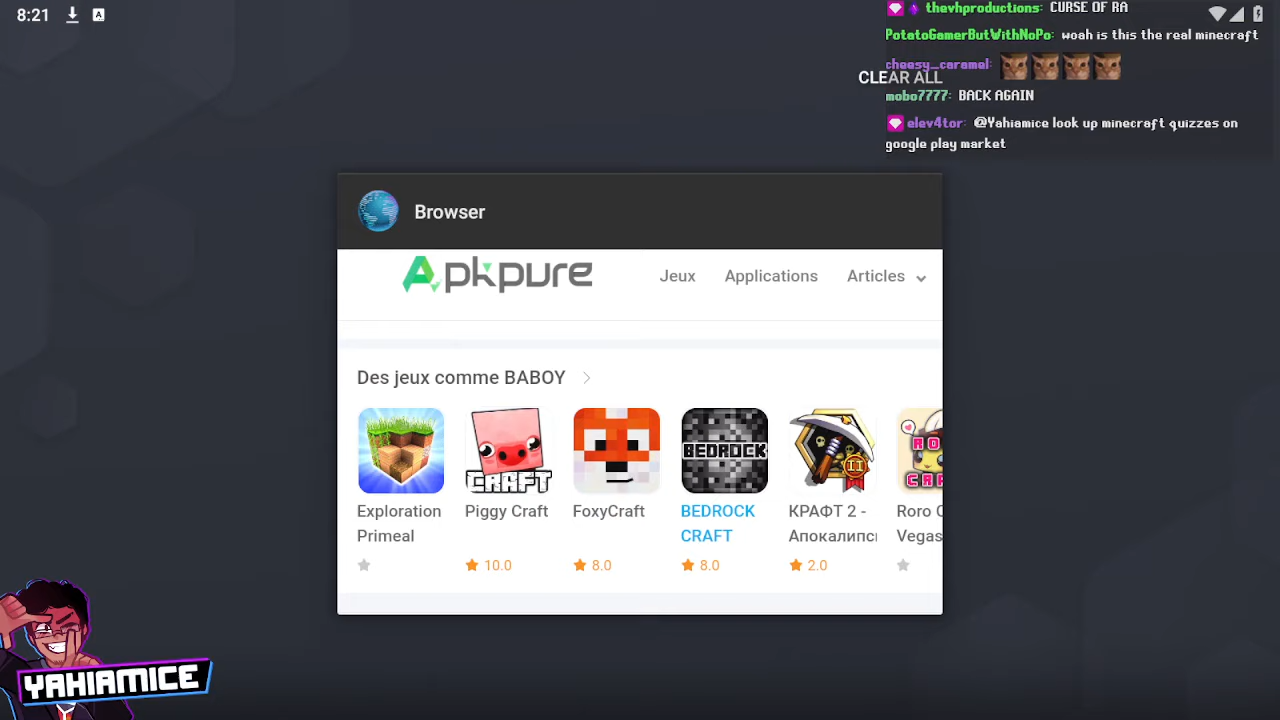 8:21
thevhproductions: CURSE OF RA
PotatoGamerButWithNoPo: woah is this the real minecraft
cheesy_caramel:
CLEAR ALL
mobo7777: BACK AGAIN
elev4tor: @Yahiamice look up minecraft quizzes on
google play market
Browser
Apkpure
Jeux
Applications
Articles
Des jeux comme BABOY
CRAFT
BEDROCK
II
Exploration
Primeal
Piggy Craft
10.0
FoxyCraft
8.0
BEDROCK
CRAFT
8.0
КРАФТ 2 -
2.0
Roro
Vegas
YAHIAMICE